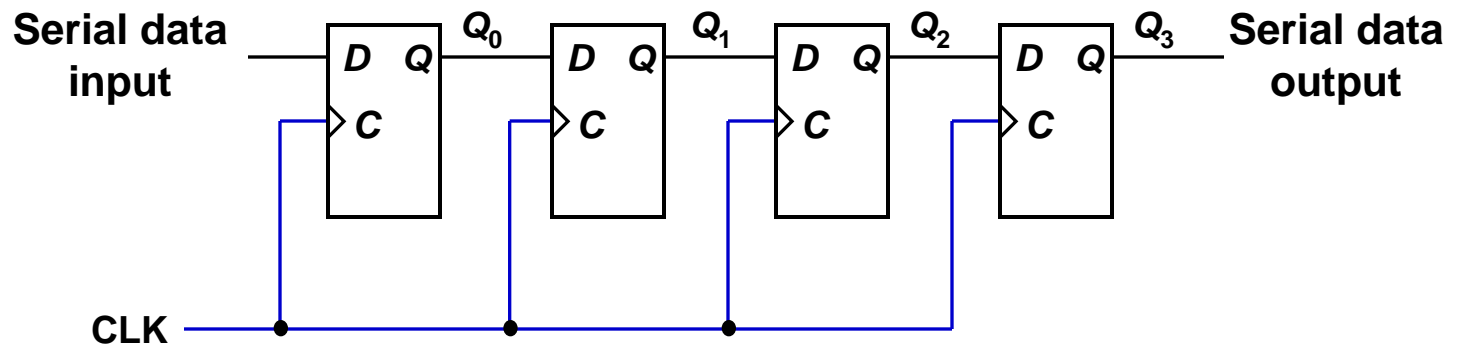 Serial data
input
D Q
C
Q0
D Q
C
Q1
D Q
C
Q2
D Q
C
Q3
Serial data
output
CLK